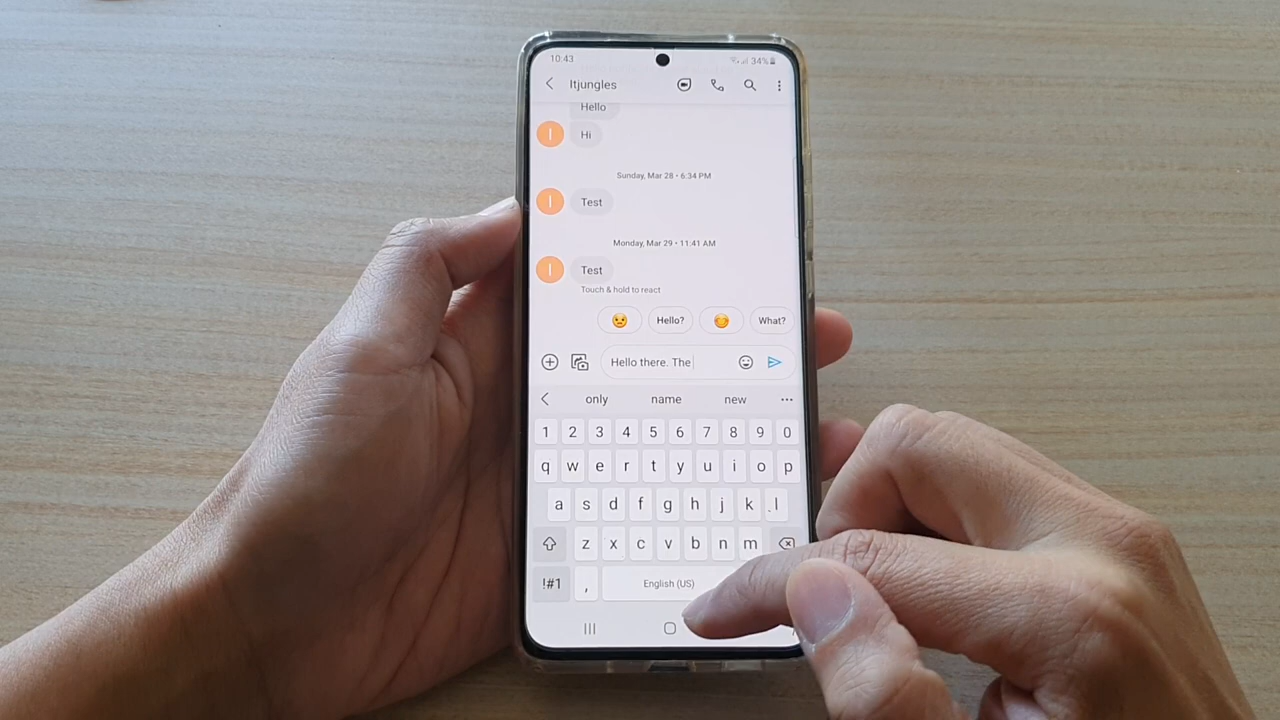 10:43
34%
Itjungles
Hello
Hi
Sunday, Mar 28 • 6:34 PM
Test
Monday, Mar 29 • 11:41 AM
Test
Touch & hold to react
Hello?
What?
Hello there. The
only name new
1 2 3 4 5 6 7 8 9 0
q w e r t y u i o p
a s d f g h j k l
z x c v b n m
!#1 , English (US)